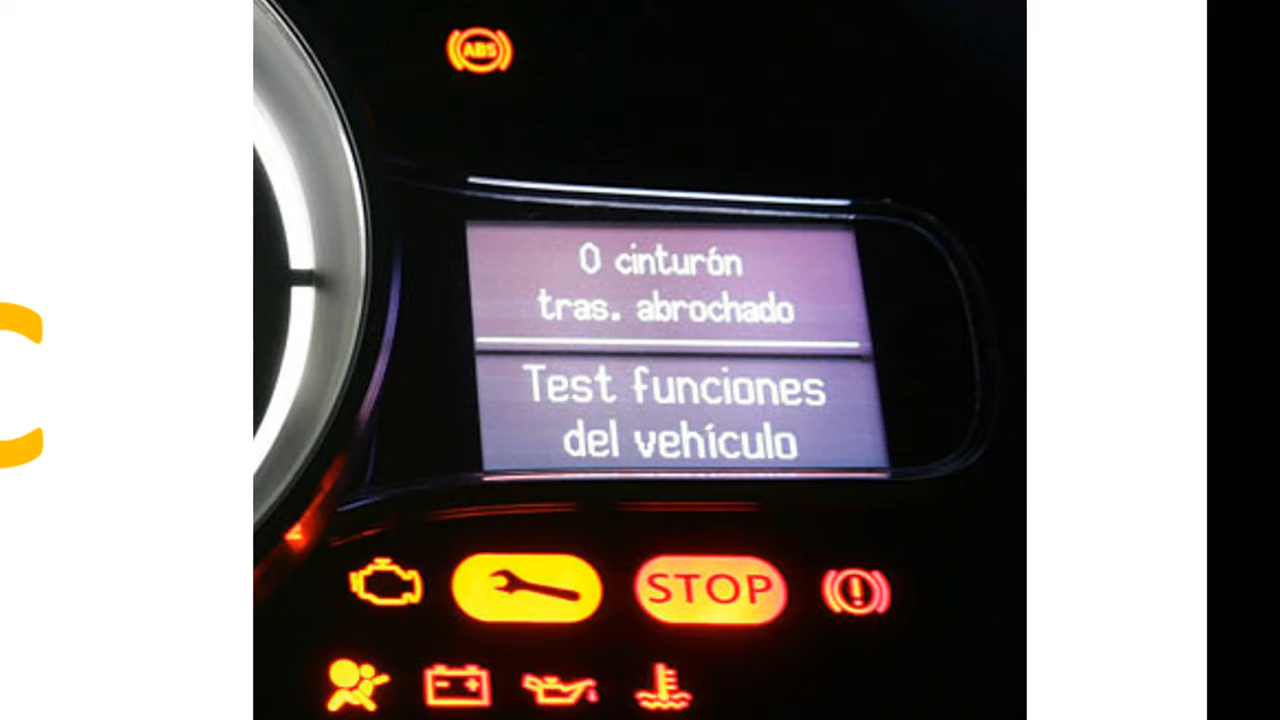 ABS
0 cinturón
tras. abrochado
Test funciones
del vehículo
STOP